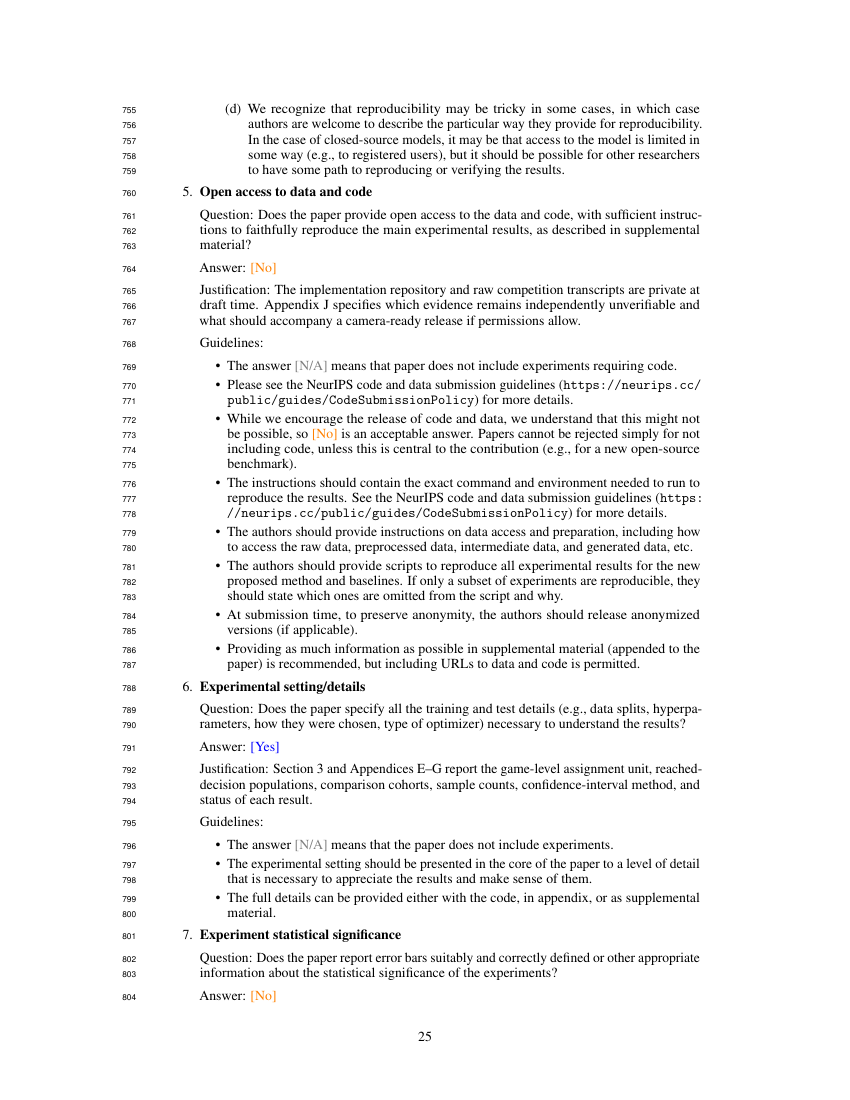 755 (d) We recognize that reproducibility may be tricky in some cases, in which case
756 authors are welcome to describe the particular way they provide for reproducibility.
757 In the case of closed-source models, it may be that access to the model is limited in
758 some way (e.g., to registered users), but it should be possible for other researchers
759 to have some path to reproducing or verifying the results.
760 5. Open access to data and code
761 Question: Does the paper provide open access to the data and code, with sufficient instruc-
762 tions to faithfully reproduce the main experimental results, as described in supplemental
763 material?
764 Answer: [No]
765 Justification: The implementation repository and raw competition transcripts are private at
766 draft time. Appendix J specifies which evidence remains independently unverifiable and
767 what should accompany a camera-ready release if permissions allow.
768 Guidelines:
769 • The answer [N/A] means that paper does not include experiments requiring code.
770 • Please see the NeurIPS code and data submission guidelines (https://neurips.cc/
771 public/guides/CodeSubmissionPolicy) for more details.
772 • While we encourage the release of code and data, we understand that this might not
773 be possible, so [No] is an acceptable answer. Papers cannot be rejected simply for not
774 including code, unless this is central to the contribution (e.g., for a new open-source
775 benchmark).
776 • The instructions should contain the exact command and environment needed to run to
777 reproduce the results. See the NeurIPS code and data submission guidelines (https:
778 //neurips.cc/public/guides/CodeSubmissionPolicy) for more details.
779 • The authors should provide instructions on data access and preparation, including how
780 to access the raw data, preprocessed data, intermediate data, and generated data, etc.
781 • The authors should provide scripts to reproduce all experimental results for the new
782 proposed method and baselines. If only a subset of experiments are reproducible, they
783 should state which ones are omitted from the script and why.
784 • At submission time, to preserve anonymity, the authors should release anonymized
785 versions (if applicable).
786 • Providing as much information as possible in supplemental material (appended to the
787 paper) is recommended, but including URLs to data and code is permitted.
788 6. Experimental setting/details
789 Question: Does the paper specify all the training and test details (e.g., data splits, hyperpa-
790 rameters, how they were chosen, type of optimizer) necessary to understand the results?
791 Answer: [Yes]
792 Justification: Section 3 and Appendices E–G report the game-level assignment unit, reached-
793 decision populations, comparison cohorts, sample counts, confidence-interval method, and
794 status of each result.
795 Guidelines:
796 • The answer [N/A] means that the paper does not include experiments.
797 • The experimental setting should be presented in the core of the paper to a level of detail
798 that is necessary to appreciate the results and make sense of them.
799 • The full details can be provided either with the code, in appendix, or as supplemental
800 material.
801 7. Experiment statistical significance
802 Question: Does the paper report error bars suitably and correctly defined or other appropriate
803 information about the statistical significance of the experiments?
804 Answer: [No]
25